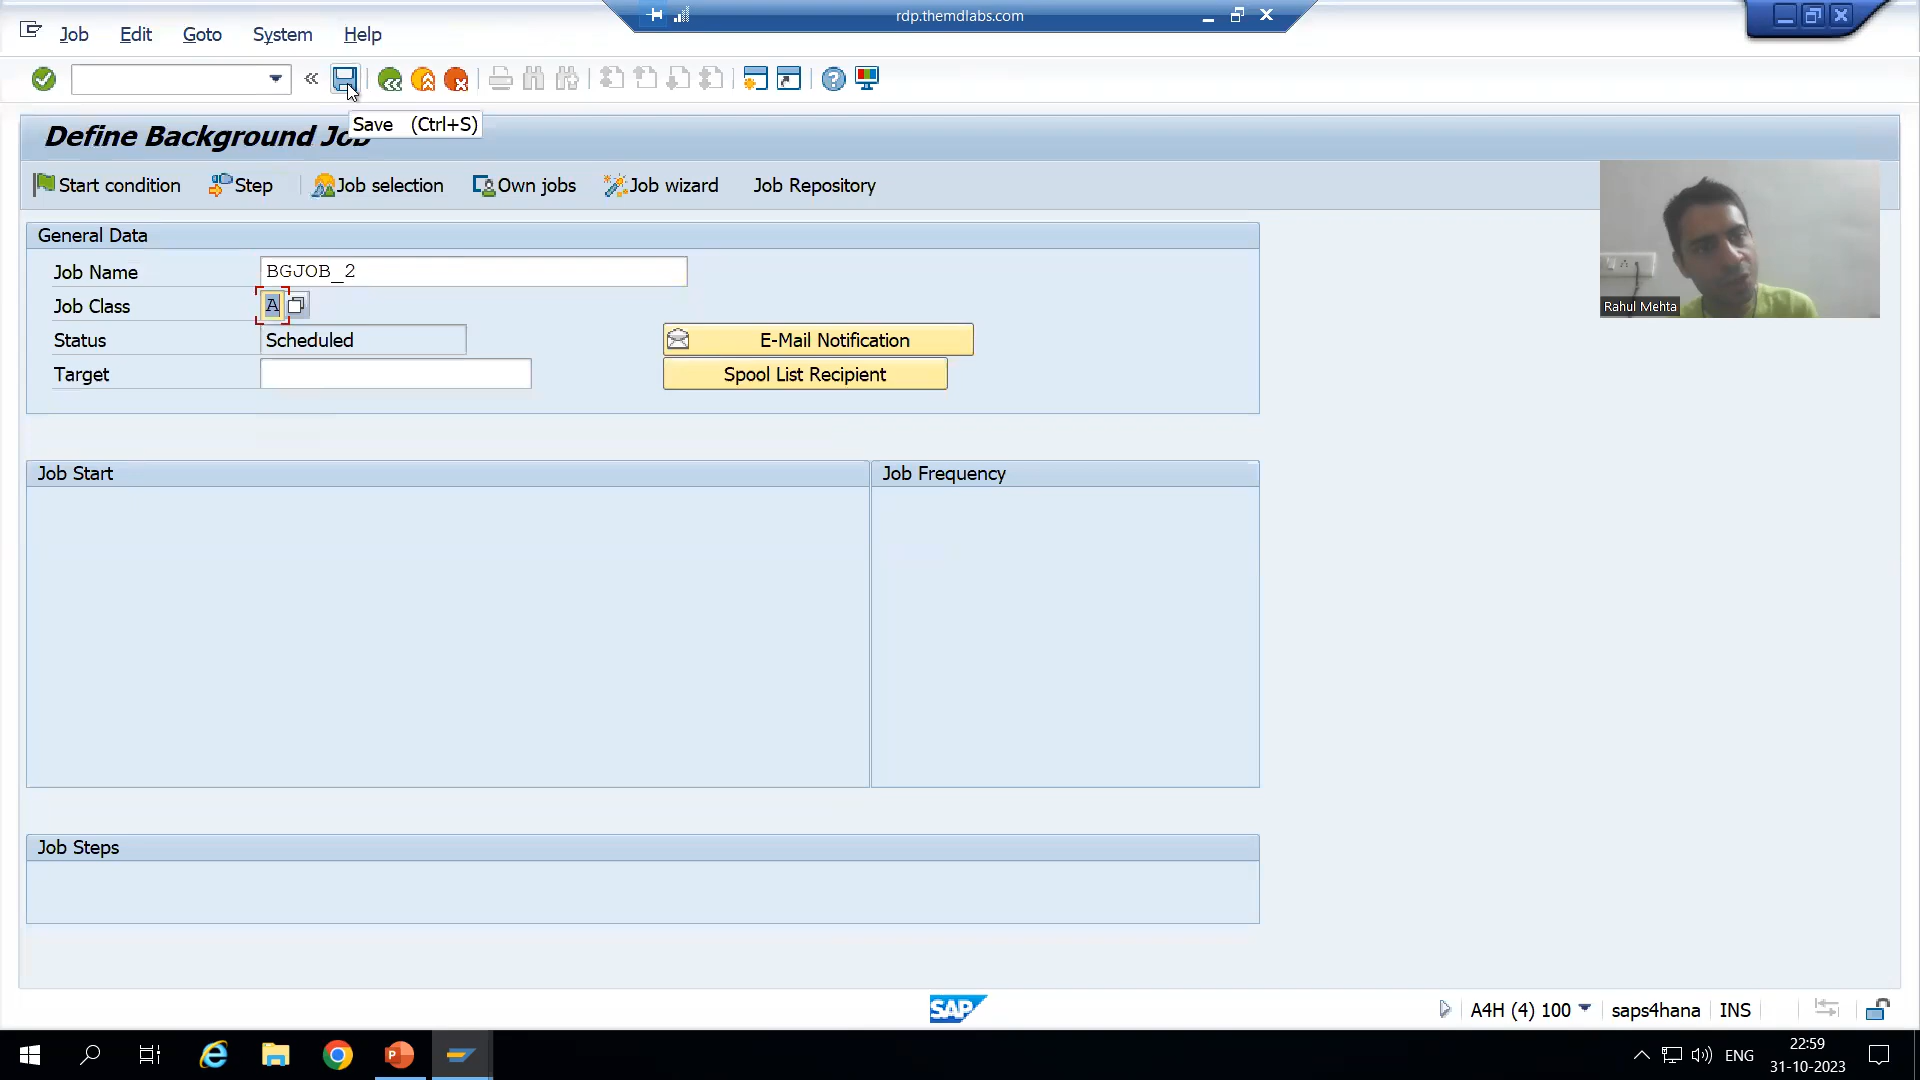 rdp.themdlabs.com
Job Edit Goto System Help
Save (Ctrl+S)
Define Background Job
Start condition Step Job selection Own jobs Job wizard Job Repository
General Data
Job Name BGJOB_2
Job Class A
Status Scheduled E-Mail Notification
Target Spool List Recipient
Rahul Mehta
Job Start Job Frequency
Job Steps
SAP A4H (4) 100 saps4hana INS
ENG 22:59
31-10-2023